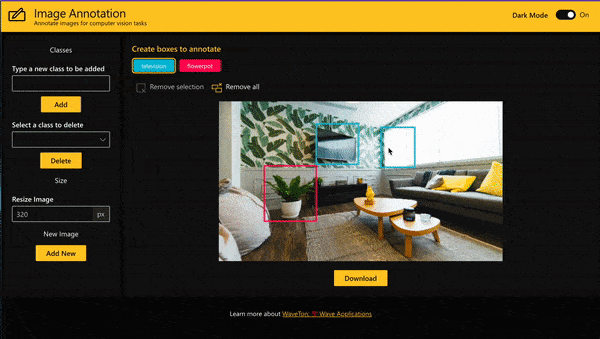 Image Annotation
Annotate images for computer vision tasks
Dark Mode On
Classes
Type a new class to be added
Add
Select a class to delete
Delete
Size
Resize Image
320 px
New Image
Add New
Create boxes to annotate
television flowerpot
Remove selection Remove all
Download
Learn more about WaveTon: Wave Applications